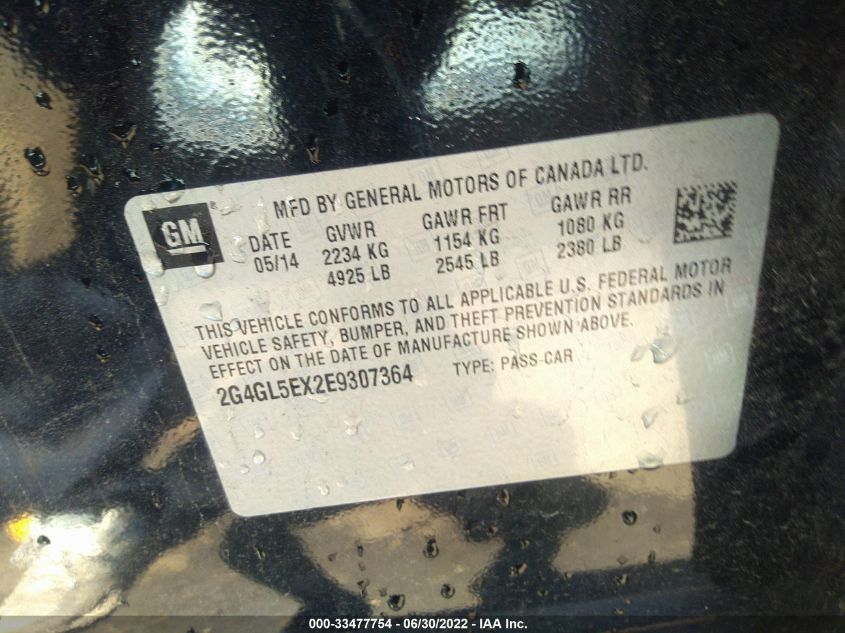 MFD BY GENERAL MOTORS OF CANADA LTD.
GM
DATE GVWR GAWR FRT GAWR RR
05/14 2234 KG 1154 KG 1080 KG
4925 LB 2545 LB 2380 LB
THIS VEHICLE CONFORMS TO ALL APPLICABLE U.S. FEDERAL MOTOR
VEHICLE SAFETY, BUMPER, AND THEFT PREVENTION STANDARDS IN
EFFECT ON THE DATE OF MANUFACTURE SHOWN ABOVE.
2G4GL5EX2E9307364 TYPE: PASS-CAR
000-33477754 - 06/30/2022 - IAA Inc.